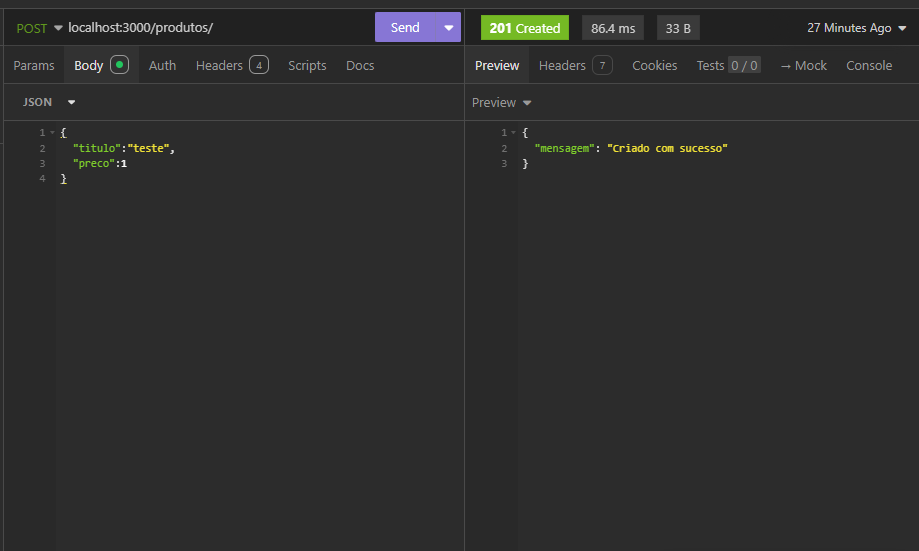 POST localhost:3000/produtos/ Send 201 Created 86.4 ms 33 B 27 Minutes Ago
Params Body Auth Headers 4 Scripts Docs Preview Headers 7 Cookies Tests 0 / 0 → Mock Console
JSON
1 {
2 "titulo":"teste",
3 "preco":1
4 }
Preview
1 {
2 "mensagem": "Criado com sucesso"
3 }